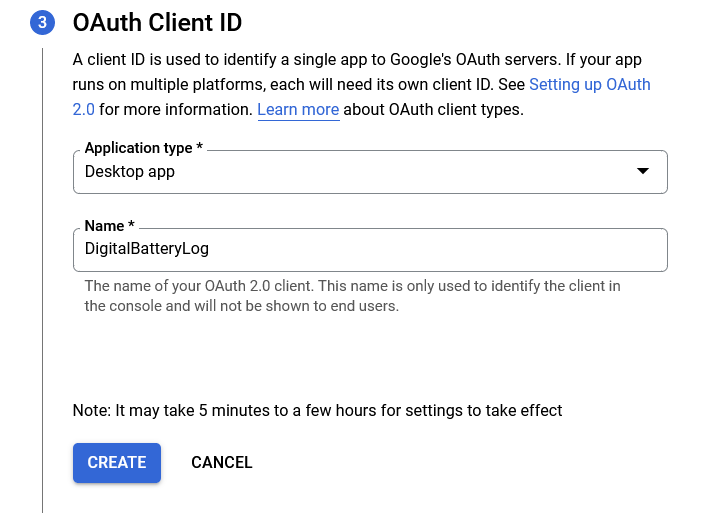 3 OAuth Client ID
A client ID is used to identify a single app to Google's OAuth servers. If your app
runs on multiple platforms, each will need its own client ID. See Setting up OAuth
2.0 for more information. Learn more about OAuth client types.
Application type *
Desktop app
Name *
DigitalBatteryLog
The name of your OAuth 2.0 client. This name is only used to identify the client in
the console and will not be shown to end users.
Note: It may take 5 minutes to a few hours for settings to take effect
CREATE CANCEL